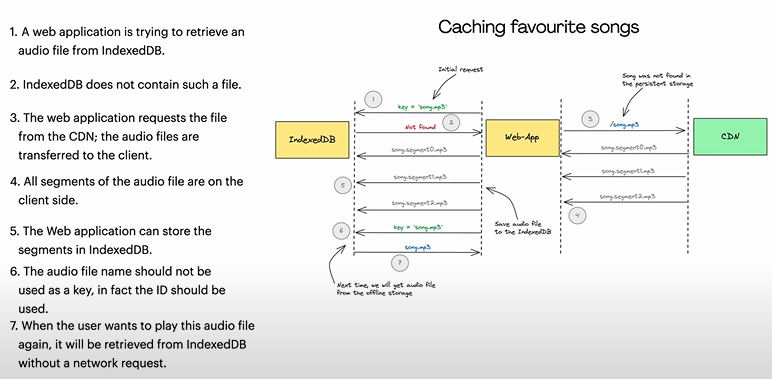 Caching favourite songs
1. A web application is trying to retrieve an
audio file from IndexedDB.
2. IndexedDB does not contain such a file.
3. The web application requests the file
from the CDN; the audio files are
transferred to the client.
4. All segments of the audio file are on the
client side.
5. The Web application can store the
segments in IndexedDB.
6. The audio file name should not be
used as a key, in fact the ID should be
used.
7. When the user wants to play this audio file
again, it will be retrieved from IndexedDB
without a network request.
Initial request
1
key = 'song.mp3'
Not found
2
IndexedDB
song.segment0.mp3
song.segment1.mp3
5
song.segment2.mp3
6
key = 'song.mp3'
song.mp3
7
Next time, we will get audio file
from the offline storage
Web-App
Save audio file
to the IndexedDB
Song was not found in
the persistent storage
3
/song.mp3
song.segment0.mp3
song.segment1.mp3
song.segment2.mp3
4
CDN